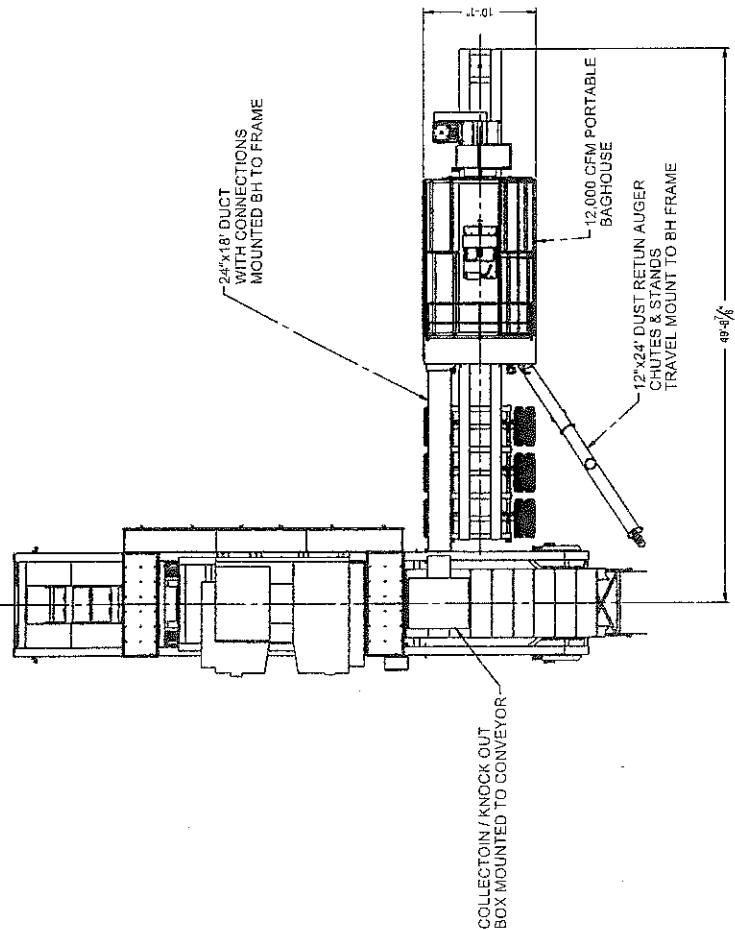 10'-1"
24"x18' DUCT
WITH CONNECTIONS
MOUNTED BH TO FRAME
12,000 CFM PORTABLE
BAGHOUSE
12"x24' DUST RETUN AUGER
CHUTES & STANDS
TRAVEL MOUNT TO BH FRAME
49'-8⅞"
COLLECTOIN / KNOCK OUT
BOX MOUNTED TO CONVEYOR